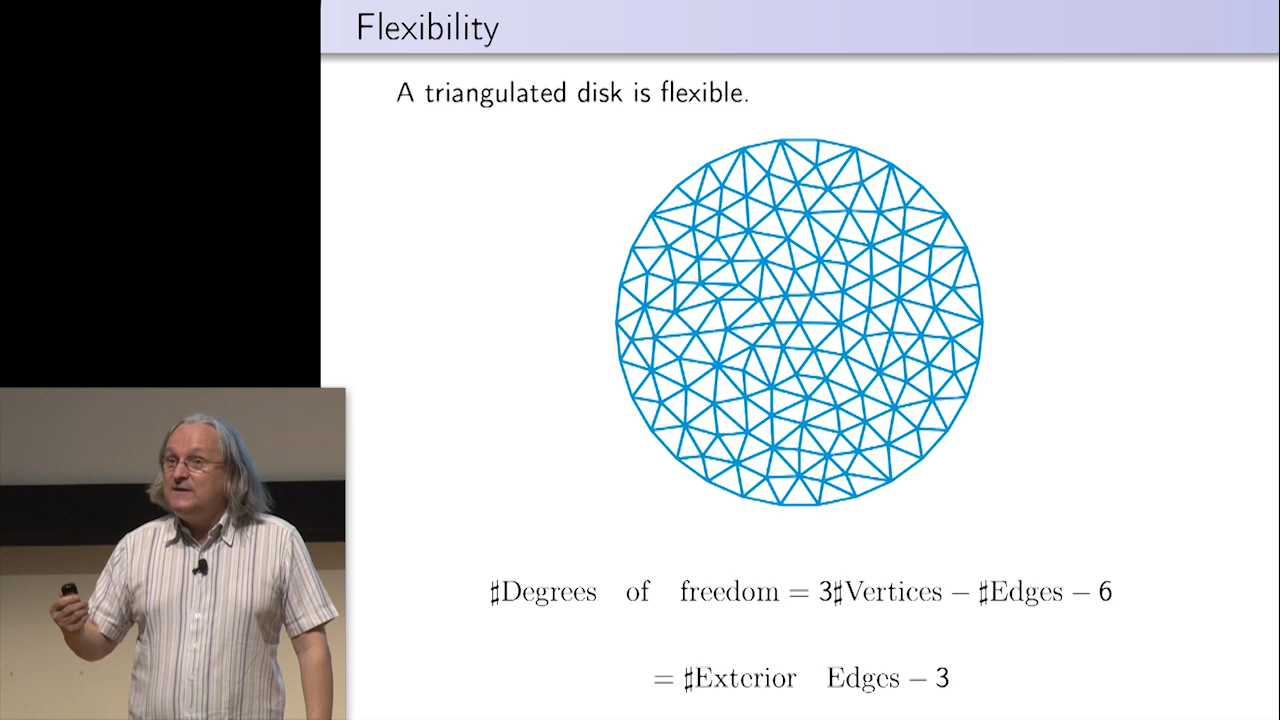 Flexibility
A triangulated disk is flexible.
♯Degrees of freedom = 3♯Vertices − ♯Edges − 6
= ♯Exterior Edges − 3